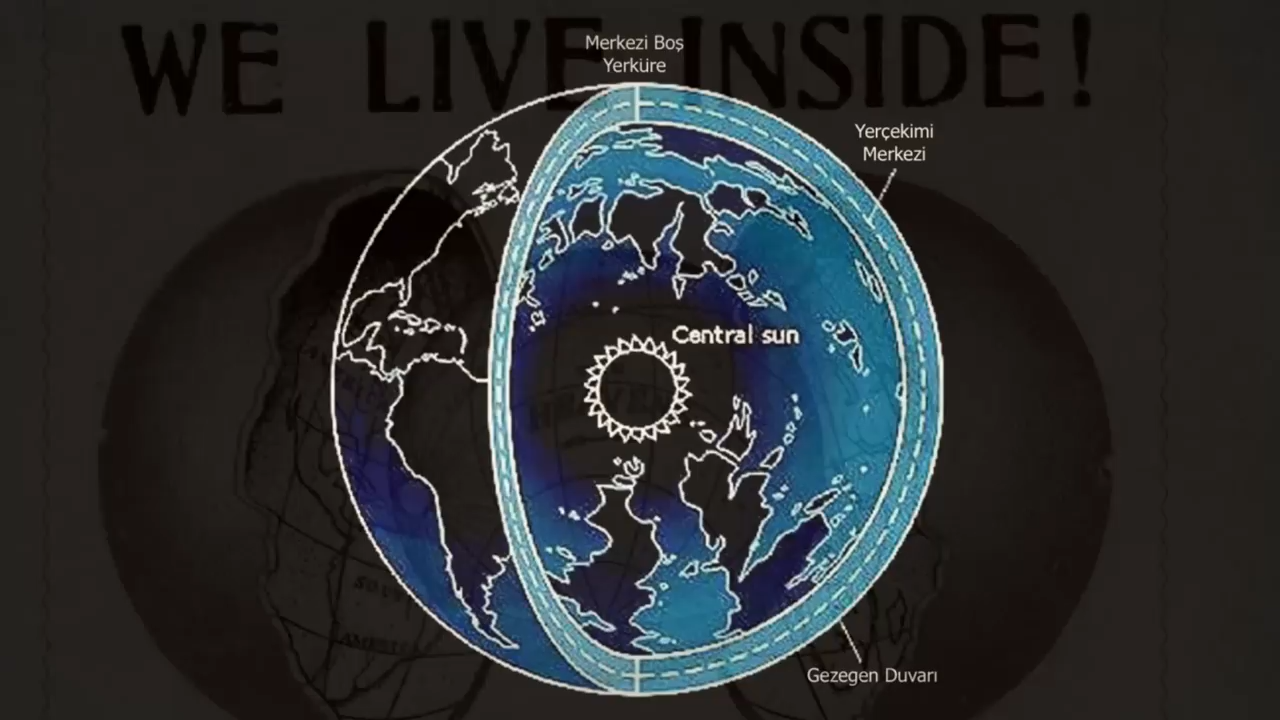 WE LIVE INSIDE!
Merkezi Boş
Yerküre
Yerçekimi
Merkezi
Central sun
Gezegen Duvarı